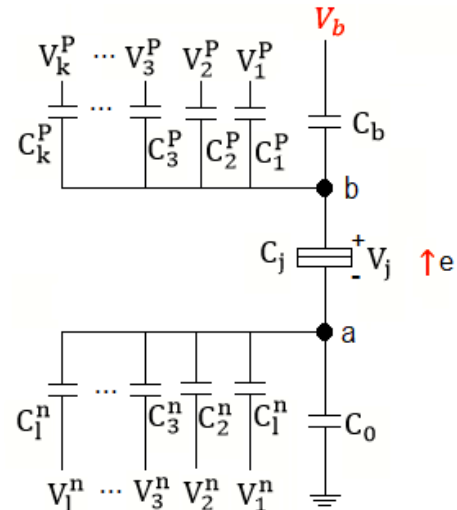 V_b
V_k^P ... V_3^P V_2^P V_1^P
... C_b
C_k^P C_3^P C_2^P C_1^P
b
+
C_j V_j ↑e
-
a
...
C_l^n C_3^n C_2^n C_l^n C_0
V_l^n ... V_3^n V_2^n V_1^n